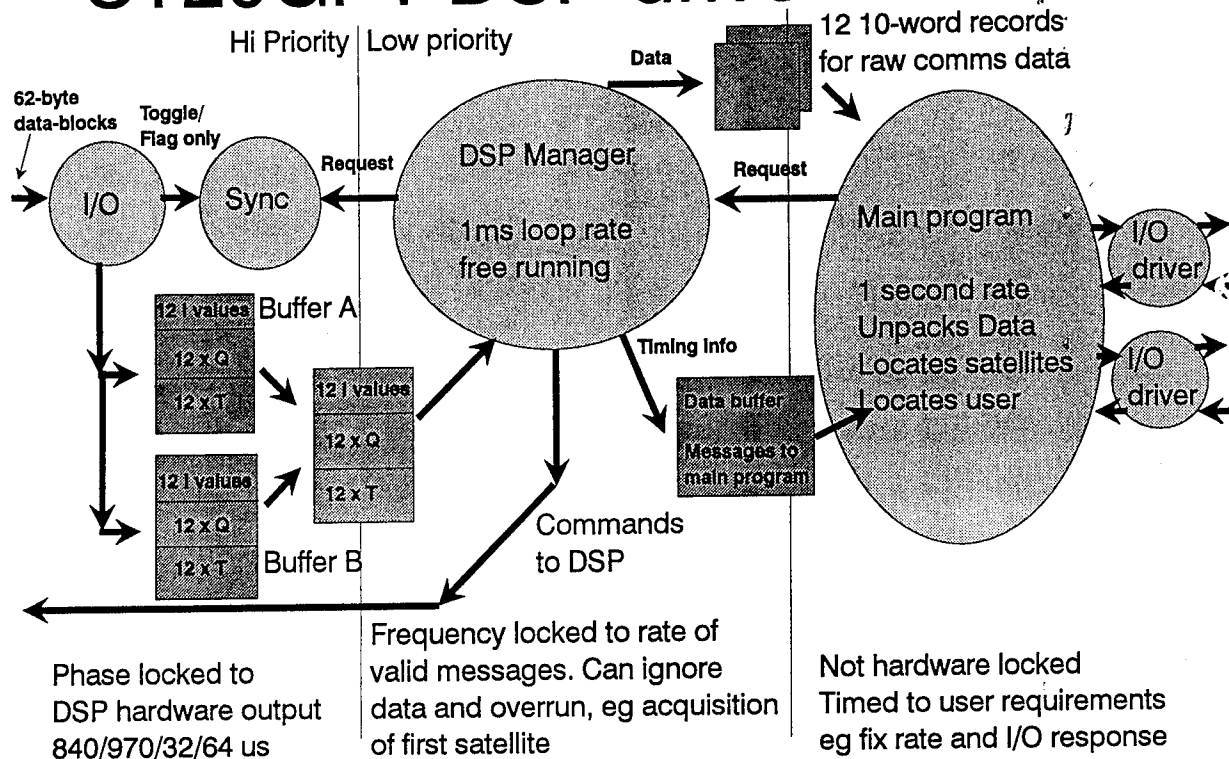 Hi Priority
Low priority
12 10-word records
for raw comms data
Data
62-byte
data-blocks
Toggle/
Flag only
I/O
Sync
Request
DSP Manager
1ms loop rate
free running
Request
Main program
1 second rate
Unpacks Data
Locates satellites
Locates user
I/O
driver
I/O
driver
12 I values
12 x Q
12 x T
Buffer A
12 I values
12 x Q
12 x T
Buffer B
12 I values
12 x Q
12 x T
Timing info
Data buffer
Messages to
main program
Commands
to DSP
Phase locked to
DSP hardware output
840/970/32/64 us
Frequency locked to rate of
valid messages. Can ignore
data and overrun, eg acquisition
of first satellite
Not hardware locked
Timed to user requirements
eg fix rate and I/O response